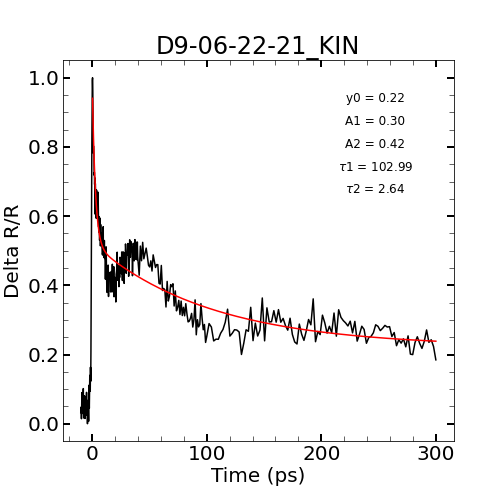 D9-06-22-21_KIN
y0 = 0.22
A1 = 0.30
A2 = 0.42
τ1 = 102.99
τ2 = 2.64
Delta R/R
1.0
0.8
0.6
0.4
0.2
0.0
0 100 200 300
Time (ps)